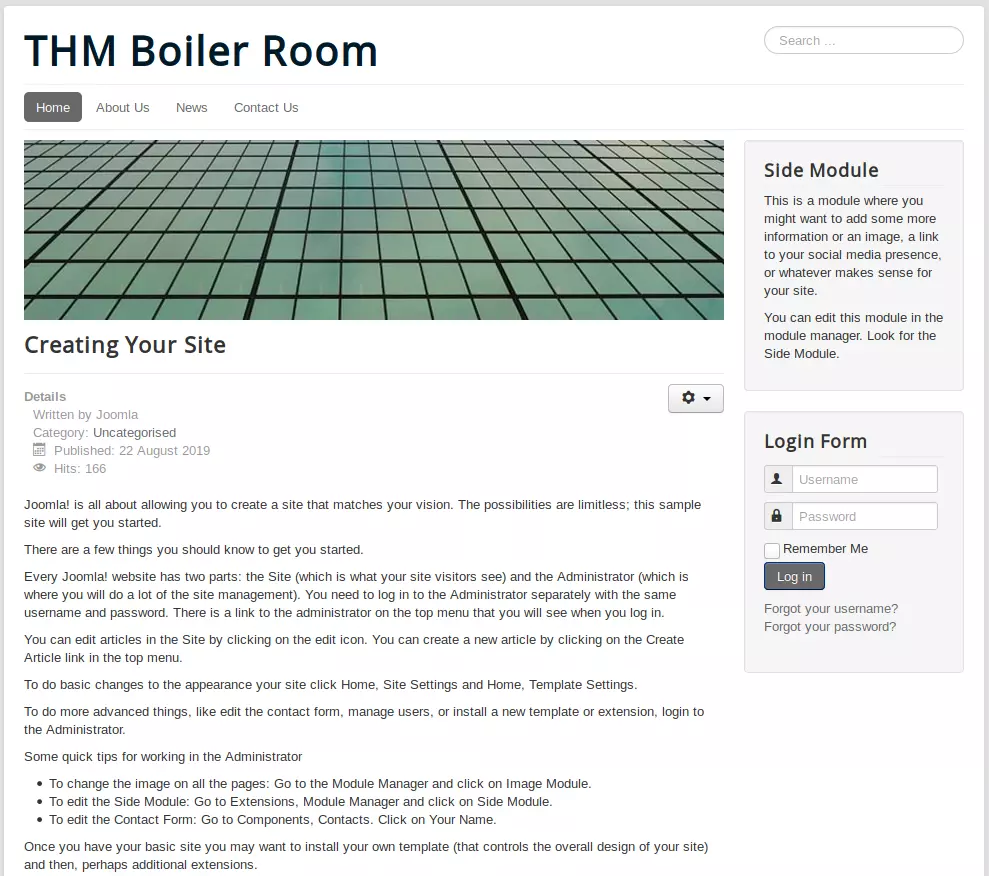 THM Boiler Room
Search ...
Home About Us News Contact Us
Creating Your Site
Details
Written by Joomla
Category: Uncategorised
Published: 22 August 2019
Hits: 166
Joomla! is all about allowing you to create a site that matches your vision. The possibilities are limitless; this sample
site will get you started.
There are a few things you should know to get you started.
Every Joomla! website has two parts: the Site (which is what your site visitors see) and the Administrator (which is
where you will do a lot of the site management). You need to log in to the Administrator separately with the same
username and password. There is a link to the administrator on the top menu that you will see when you log in.
You can edit articles in the Site by clicking on the edit icon. You can create a new article by clicking on the Create
Article link in the top menu.
To do basic changes to the appearance your site click Home, Site Settings and Home, Template Settings.
To do more advanced things, like edit the contact form, manage users, or install a new template or extension, login to
the Administrator.
Some quick tips for working in the Administrator
• To change the image on all the pages: Go to the Module Manager and click on Image Module.
• To edit the Side Module: Go to Extensions, Module Manager and click on Side Module.
• To edit the Contact Form: Go to Components, Contacts. Click on Your Name.
Once you have your basic site you may want to install your own template (that controls the overall design of your site)
and then, perhaps additional extensions.
Side Module
This is a module where you
might want to add some more
information or an image, a link
to your social media presence,
or whatever makes sense for
your site.
You can edit this module in the
module manager. Look for the
Side Module.
Login Form
Username
Password
Remember Me
Log in
Forgot your username?
Forgot your password?